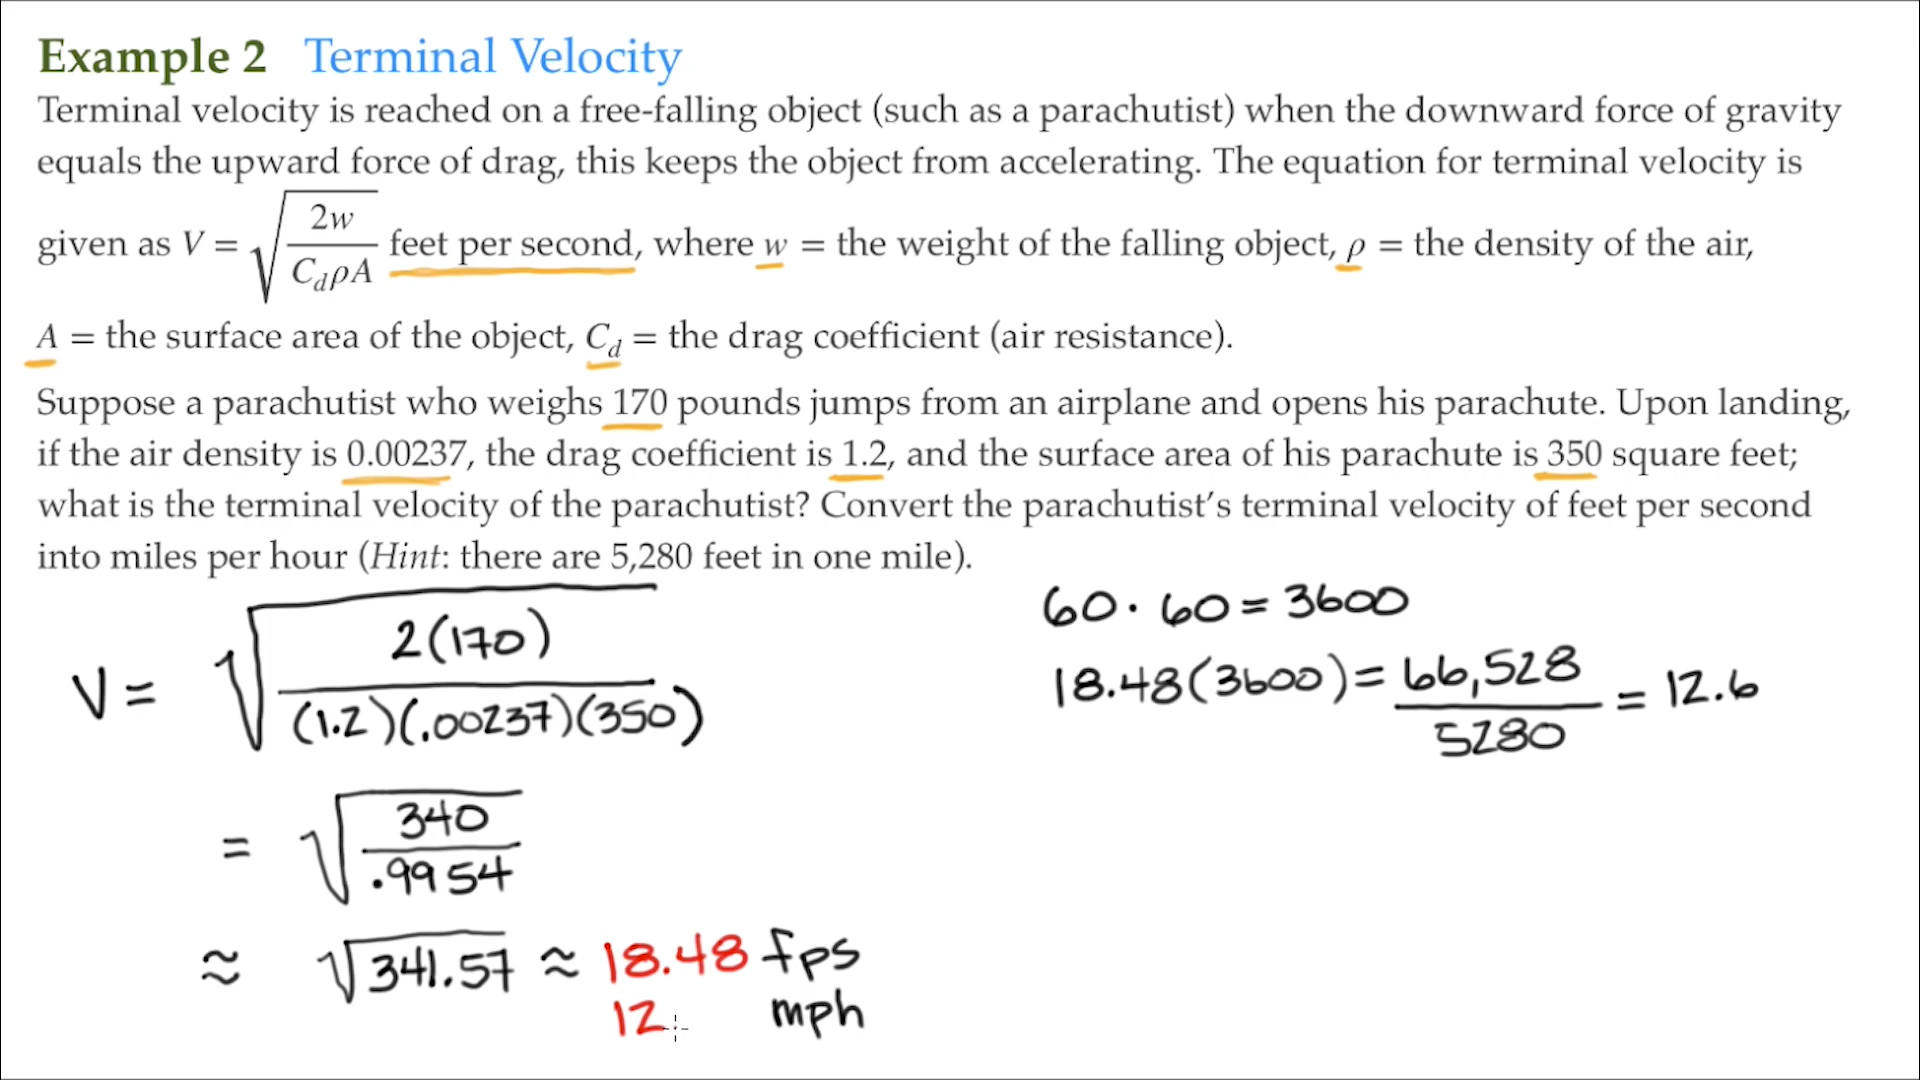 Example 2 Terminal Velocity
Terminal velocity is reached on a free-falling object (such as a parachutist) when the downward force of gravity
equals the upward force of drag, this keeps the object from accelerating. The equation for terminal velocity is
given as V = √(2w / C_dρA) feet per second, where w = the weight of the falling object, ρ = the density of the air,
A = the surface area of the object, C_d = the drag coefficient (air resistance).
Suppose a parachutist who weighs 170 pounds jumps from an airplane and opens his parachute. Upon landing,
if the air density is 0.00237, the drag coefficient is 1.2, and the surface area of his parachute is 350 square feet;
what is the terminal velocity of the parachutist? Convert the parachutist's terminal velocity of feet per second
into miles per hour (Hint: there are 5,280 feet in one mile).
V = √(2(170) / (1.2)(.00237)(350))
= √(340 / .9954)
≈ √341.57 ≈ 18.48 fps
12 mph
60 · 60 = 3600
18.48(3600) = 66,528 / 5280 = 12.6